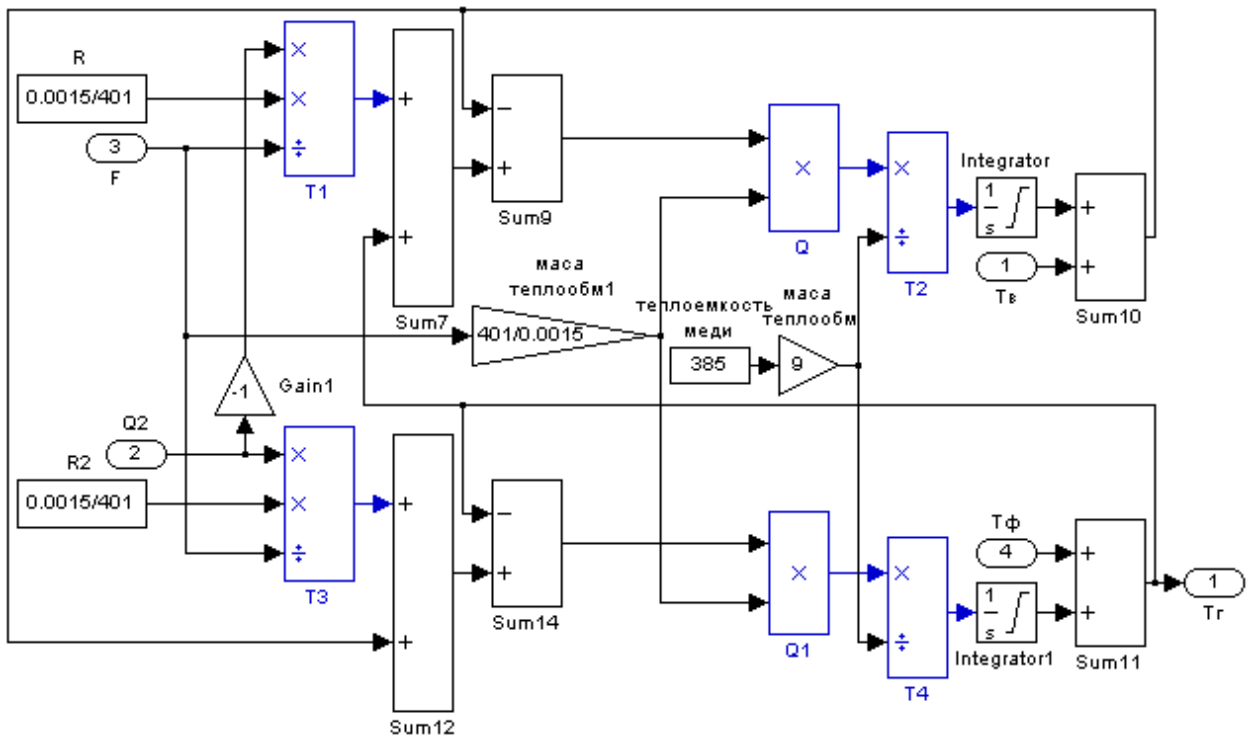 R
0.0015/401
3
F
×
×
÷
T1
+
+
Sum7
−
+
Sum9
×
Q
×
÷
T2
Integrator
1
s
1
Тв
+
+
Sum10
маса
теплообм1
401/0.0015
теплоемкость
меди
385
маса
теплообм
9
-1
Gain1
Q2
2
R2
0.0015/401
×
×
÷
T3
+
+
Sum12
−
+
Sum14
×
Q1
×
÷
T4
Тф
4
1
s
Integrator1
+
+
Sum11
1
Тг